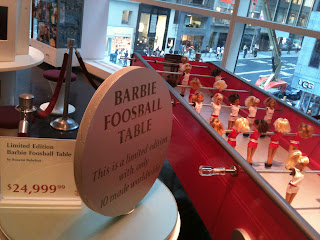 BARBIE
FOOSBALL
TABLE
This is a limited edition
with only
10 made worldwide
Limited Edition
Barbie Foosball Table
$24,999.99